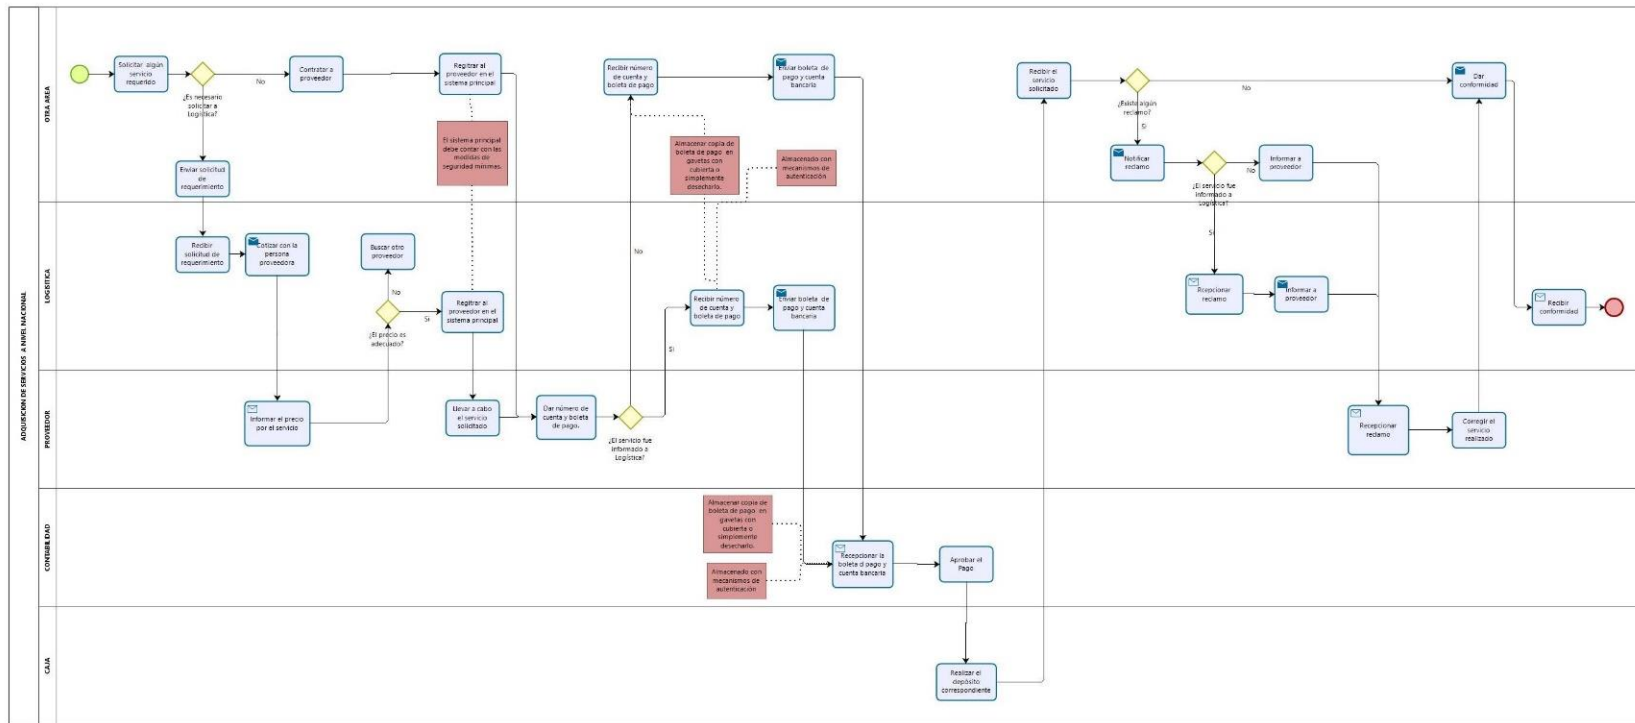 ADQUISICION DE SERVICIOS A NIVEL NACIONAL
OTRA AREA
Solicitar algún
servicio
requerido
¿Es necesario
solicitar a
Logística?
No
Contratar a
proveedor
Regitrar al
proveedor en el
sistema principal
El sistema principal
debe contar con las
medidas de
seguridad minimas.
Enviar solicitud
de
requerimiento
Recibir número
de cuenta y
boleta de pago
Enviar boleta de
pago y cuenta
bancaria
Almacenar copia de
boleta de pago en
gavetas con
cubierta o
simplemente
desecharlo.
Almacenado con
mecanismos de
autenticación
Recibir el
servicio
solicitado
¿Existe algún
reclamo?
No
Si
Dar
conformidad
Notificar
reclamo
¿El servicio fue
informado a
Logística?
No
Informar a
proveedor
LOGISTICA
Recibir
solicitud de
requerimiento
Cotizar con la
persona
proveedora
Buscar otro
proveedor
No
¿El precio es
adecuado?
Si
Regitrar al
proveedor en el
sistema principal
No
Si
Recibir número
de cuenta y
boleta de pago
Enviar boleta de
pago y cuenta
bancaria
Si
Rcepcionar
reclamo
Informar a
proveedor
Recibir
conformidad
PROVEEDOR
Informar el precio
por el servicio
Llevar a cabo
el servicio
solicitado
Dar número de
cuenta y boleta
de pago.
¿El servicio fue
informado a
Logística?
Recepcionar
reclamo
Corregir el
servicio
realizado
CONTABILIDAD
Almacenar copia de
boleta de pago en
gavetas con
cubierta o
simplemente
desecharlo.
Almacenado con
mecanismos de
autenticación
Recepcionar la
boleta d pago y
cuenta bancaria
Aprobar el
Pago
CAJA
Realizar el
depósito
correspondiente